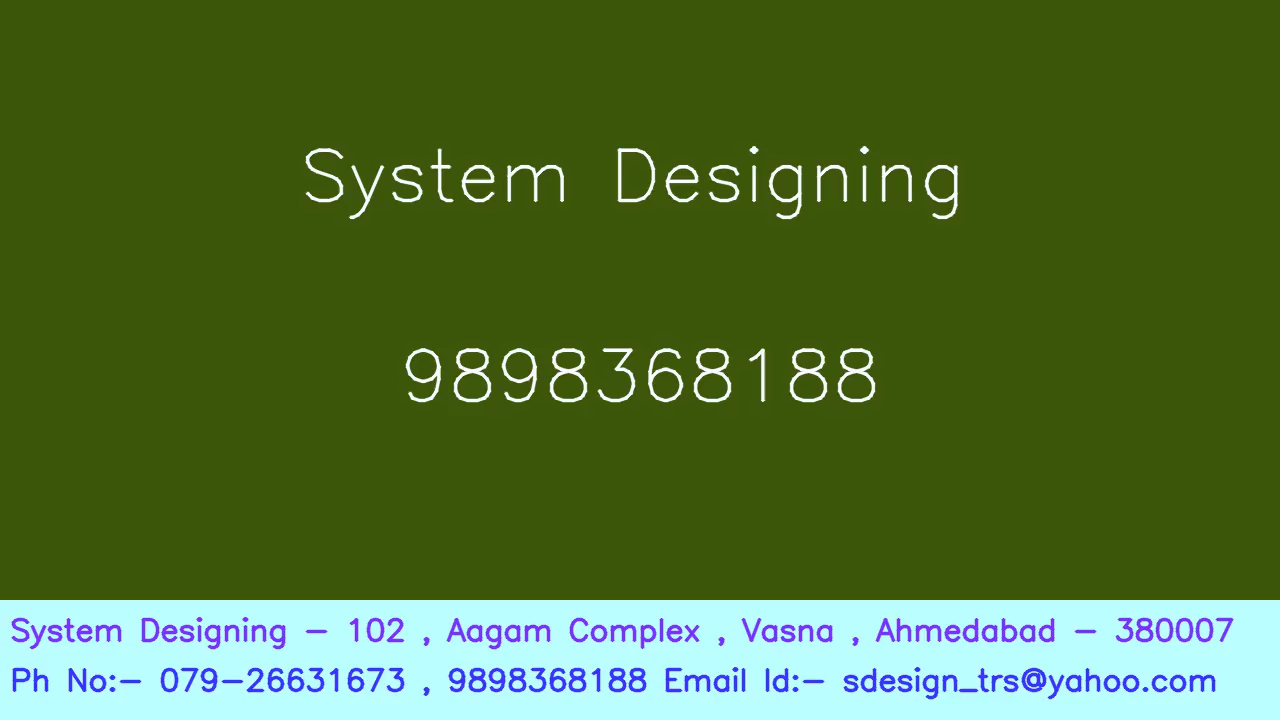 System Designing
9898368188
System Designing - 102 , Aagam Complex , Vasna , Ahmedabad - 380007
Ph No:- 079-26631673 , 9898368188 Email Id:- sdesign_trs@yahoo.com